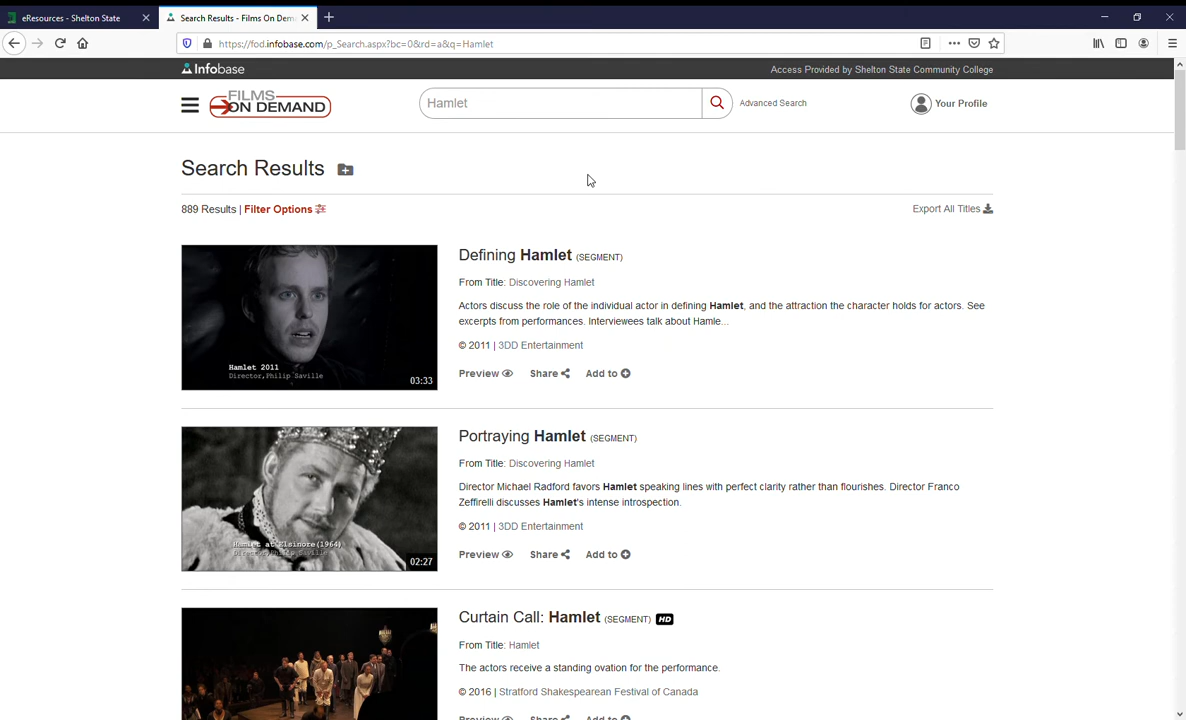 eResources - Shelton State
Search Results - Films On Dem
https://fod.infobase.com/p_Search.aspx?bc=0&rd=a&q=Hamlet
Infobase
Access Provided by Shelton State Community College
FILMS ON DEMAND
Hamlet
Advanced Search
Your Profile
Search Results
889 Results | Filter Options
Export All Titles
Defining Hamlet (SEGMENT)
From Title: Discovering Hamlet
Actors discuss the role of the individual actor in defining Hamlet, and the attraction the character holds for actors. See
excerpts from performances. Interviewees talk about Hamle...
© 2011 | 3DD Entertainment
Preview Share Add to
Hamlet 2011
Director,Philip Saville
03:33
Portraying Hamlet (SEGMENT)
From Title: Discovering Hamlet
Director Michael Radford favors Hamlet speaking lines with perfect clarity rather than flourishes. Director Franco
Zeffirelli discusses Hamlet's intense introspection.
© 2011 | 3DD Entertainment
Preview Share Add to
Hamlet at Elsinore(1964)
Director,Philip Saville
02:27
Curtain Call: Hamlet (SEGMENT) HD
From Title: Hamlet
The actors receive a standing ovation for the performance.
© 2016 | Stratford Shakespearean Festival of Canada
Preview Share Add to